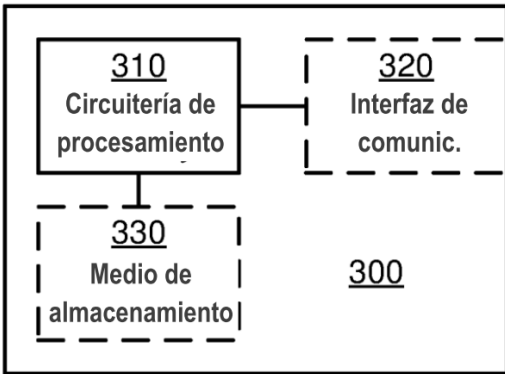 310
Circuitería de
procesamiento
320
Interfaz de
comunic.
330
Medio de
almacenamiento
300